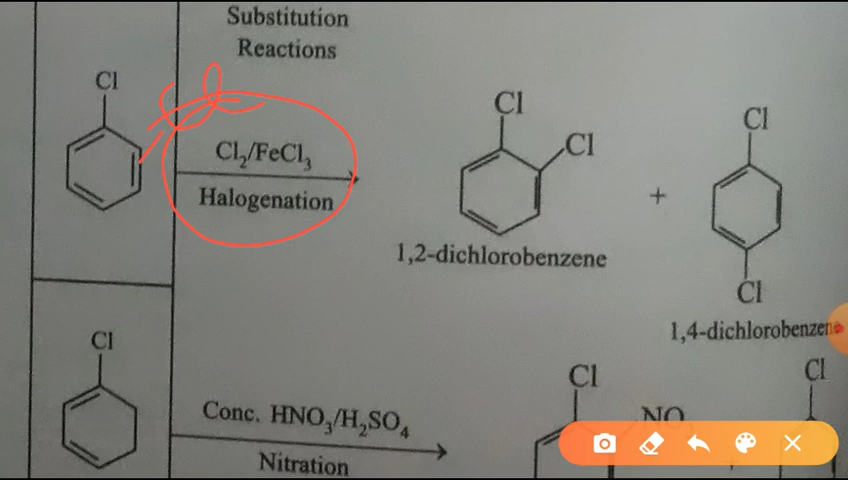 Substitution
Reactions
Cl
Cl₂/FeCl₃
Halogenation
Cl
Cl
1,2-dichlorobenzene
+
Cl
Cl
1,4-dichlorobenzene
Cl
Conc. HNO₃/H₂SO₄
Nitration
Cl
NO
+
Cl